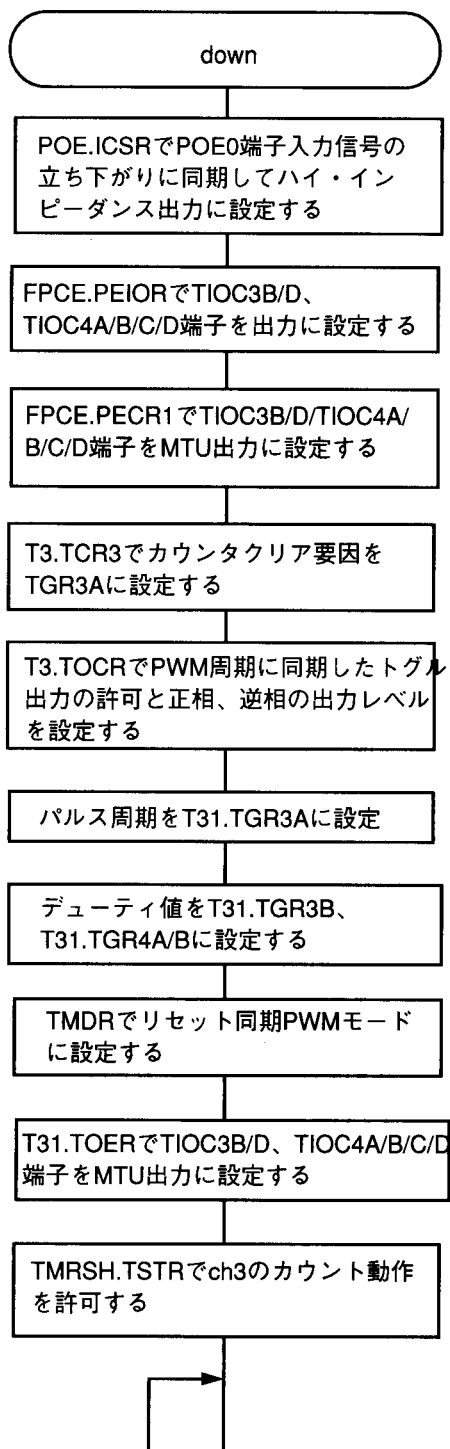 down
POE.ICSRでPOE0端子入力信号の
立ち下がりに同期してハイ・イン
ピーダンス出力に設定する
FPCE.PEIORでTIOC3B/D、
TIOC4A/B/C/D端子を出力に設定する
FPCE.PECR1でTIOC3B/D/TIOC4A/
B/C/D端子をMTU出力に設定する
T3.TCR3でカウンタクリア要因を
TGR3Aに設定する
T3.TOCRでPWM周期に同期したトグル
出力の許可と正相、逆相の出力レベル
を設定する
パルス周期をT31.TGR3Aに設定
デューティ値をT31.TGR3B、
T31.TGR4A/Bに設定する
TMDRでリセット同期PWMモード
に設定する
T31.TOERでTIOC3B/D、TIOC4A/B/C/D
端子をMTU出力に設定する
TMRSH.TSTRでch3のカウント動作
を許可する